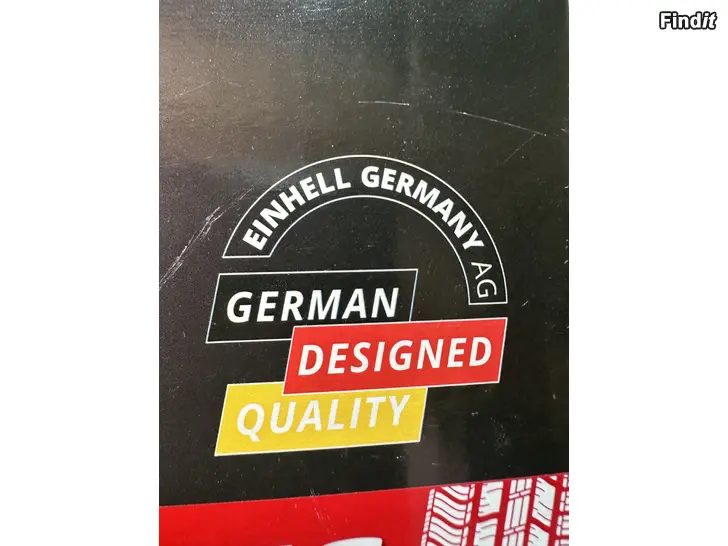 Findit
EINHELL GERMANY AG
GERMAN
DESIGNED
QUALITY